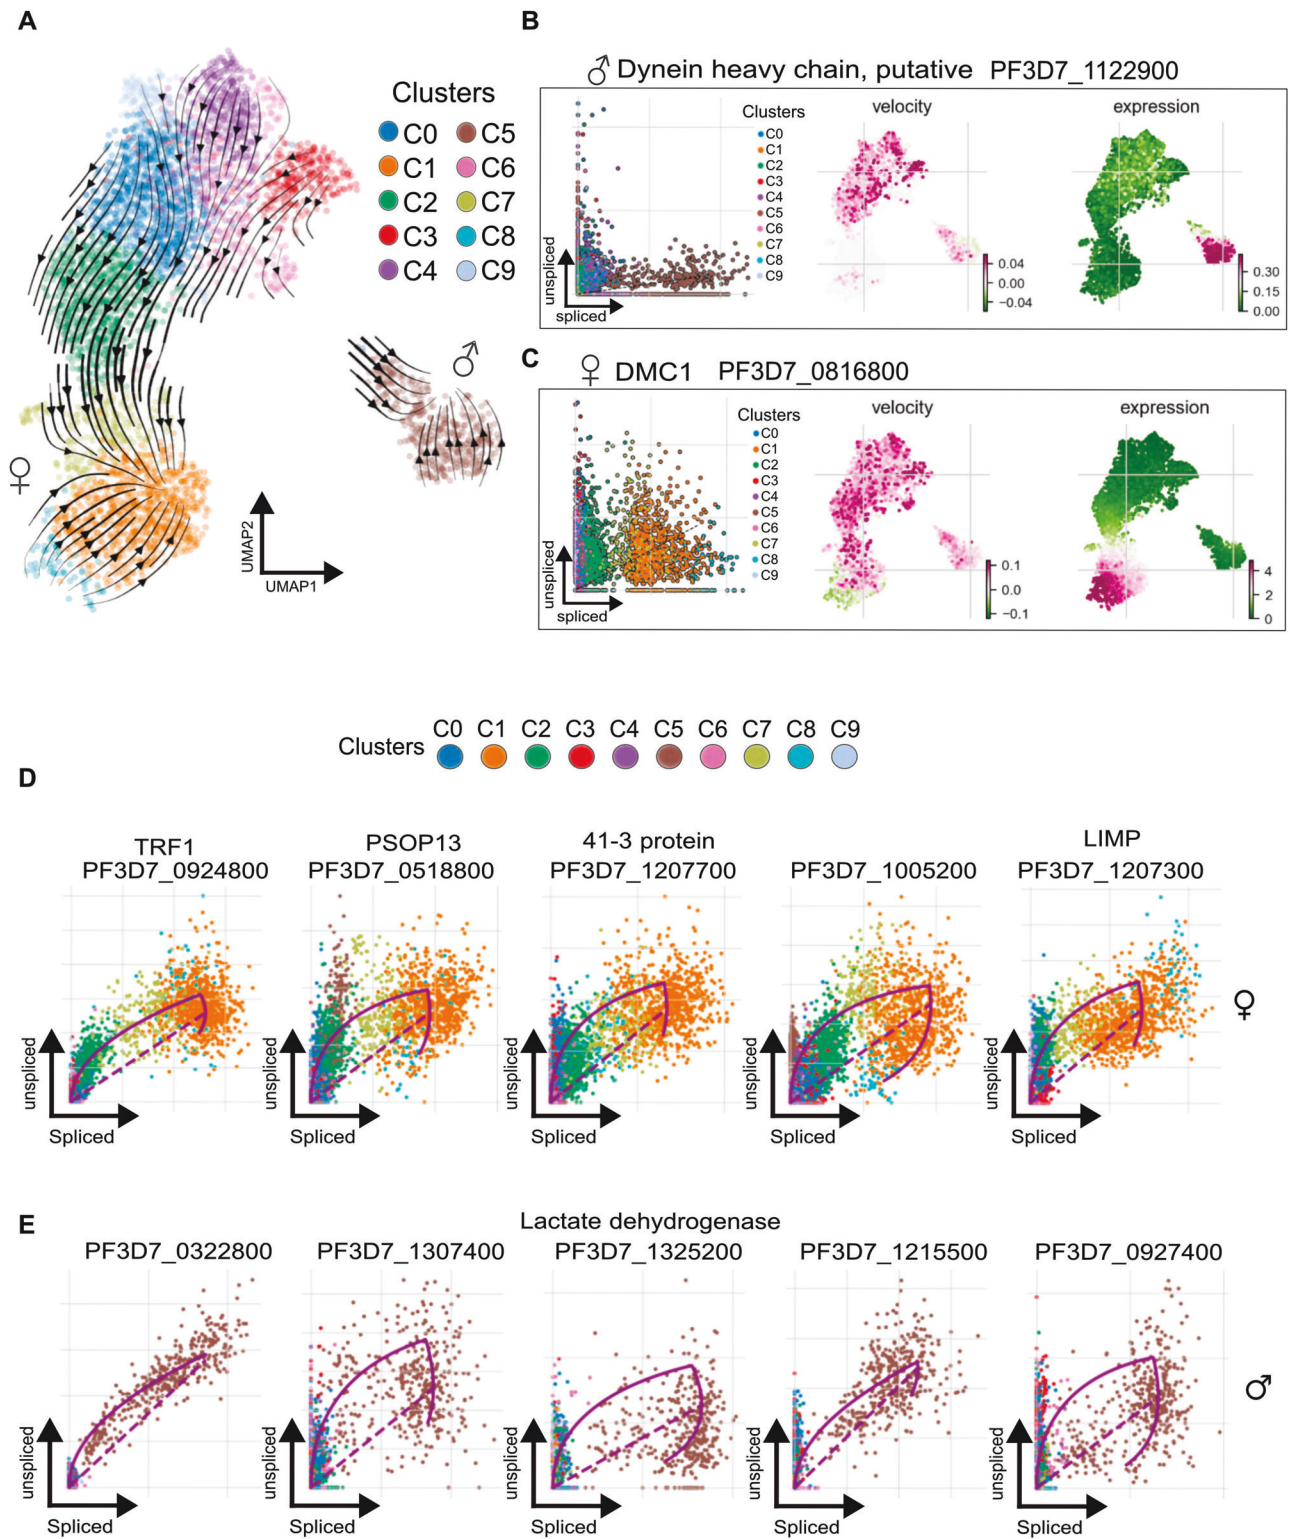 A
Clusters
C0
C5
C1
C6
C2
C7
C3
C8
C4
C9
♂
♀
UMAP2
UMAP1
B
♂ Dynein heavy chain, putative PF3D7_1122900
Clusters
C0
C1
C2
C3
C4
C5
C6
C7
C8
C9
unspliced
spliced
velocity
0.04
0.00
−0.04
expression
0.30
0.15
0.00
C
♀ DMC1 PF3D7_0816800
Clusters
C0
C1
C2
C3
C4
C5
C6
C7
C8
C9
unspliced
spliced
velocity
0.1
0.0
−0.1
expression
4
2
0
Clusters C0 C1 C2 C3 C4 C5 C6 C7 C8 C9
D
TRF1
PF3D7_0924800
unspliced
Spliced
PSOP13
PF3D7_0518800
unspliced
Spliced
41-3 protein
PF3D7_1207700
unspliced
Spliced
PF3D7_1005200
unspliced
Spliced
LIMP
PF3D7_1207300
unspliced
Spliced
♀
E
PF3D7_0322800
unspliced
Spliced
PF3D7_1307400
unspliced
Spliced
Lactate dehydrogenase
PF3D7_1325200
unspliced
Spliced
PF3D7_1215500
unspliced
Spliced
PF3D7_0927400
unspliced
Spliced
♂